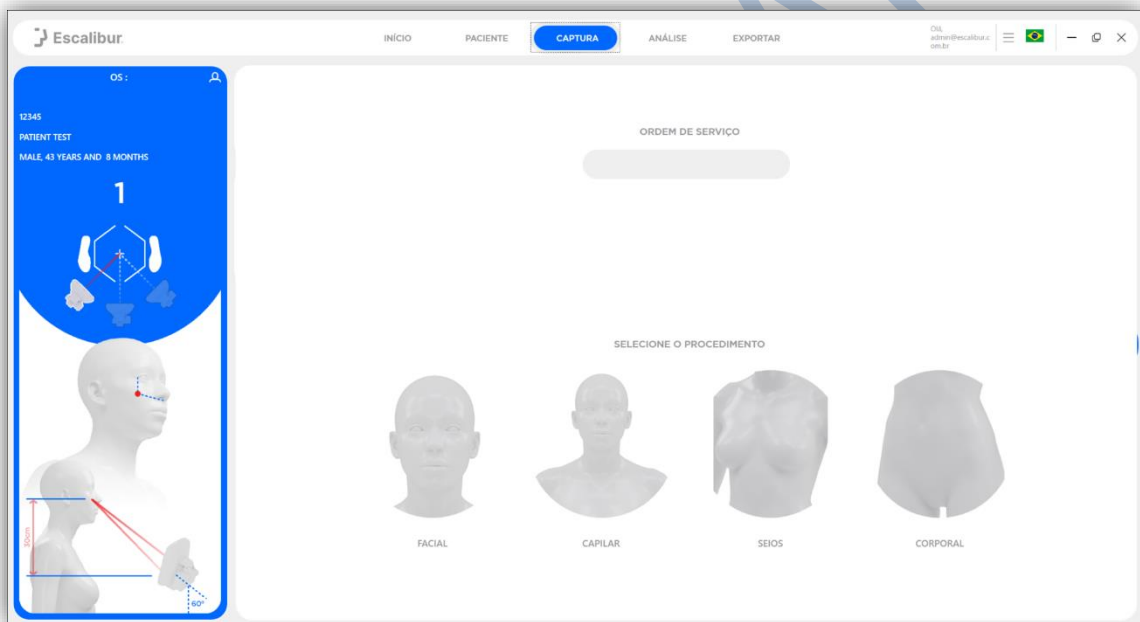 Escalibur
INÍCIO
PACIENTE
CAPTURA
ANÁLISE
EXPORTAR
Olá,
admin@escalibur.c
om.br
OS :
12345
PATIENT TEST
MALE, 43 YEARS AND 8 MONTHS
1
30cm
60°
ORDEM DE SERVIÇO
SELECIONE O PROCEDIMENTO
FACIAL
CAPILAR
SEIOS
CORPORAL